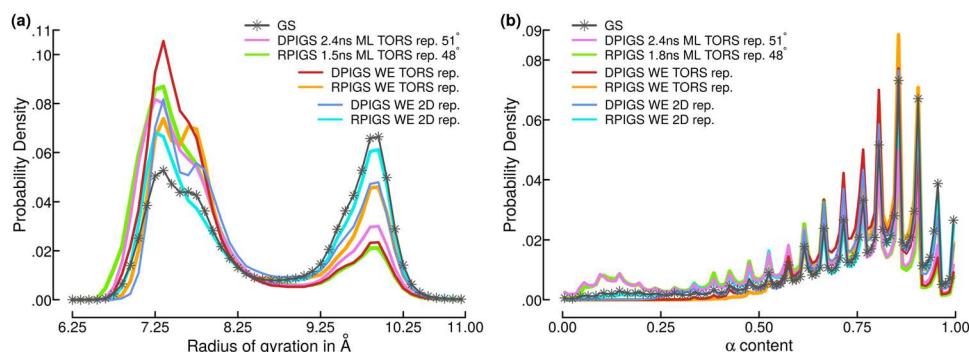 (a)
GS
DPIGS 2.4ns ML TORS rep. 51°
RPIGS 1.5ns ML TORS rep. 48°
DPIGS WE TORS rep.
RPIGS WE TORS rep.
DPIGS WE 2D rep.
RPIGS WE 2D rep.
Probability Density
.11
.10
.08
.06
.04
.02
.00
6.25
7.25
8.25
9.25
10.25
11.00
Radius of gyration in Å
(b)
GS
DPIGS 2.4ns ML TORS rep. 51°
RPIGS 1.8ns ML TORS rep. 48°
DPIGS WE TORS rep.
RPIGS WE TORS rep.
DPIGS WE 2D rep.
RPIGS WE 2D rep.
Probability Density
.09
.08
.06
.04
.02
.00
0.00
0.25
0.50
0.75
1.00
α content